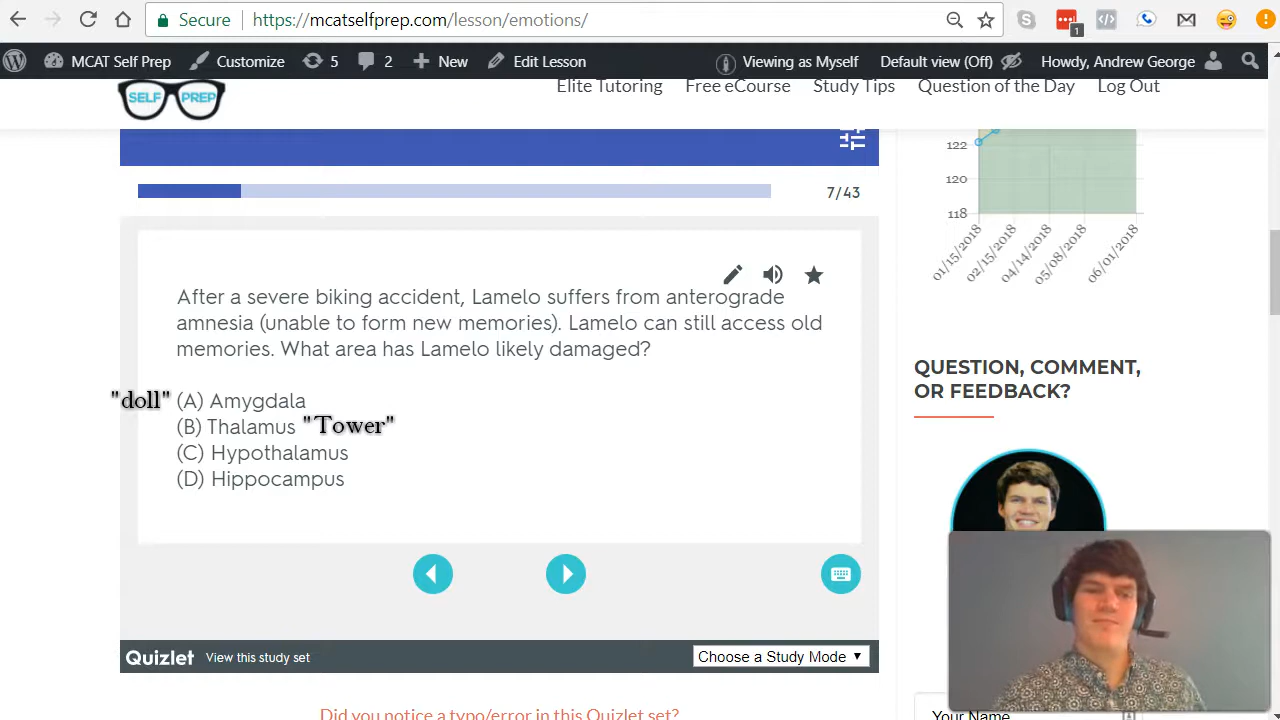 Secure
https://mcatselfprep.com/lesson/emotions/
1
MCAT Self Prep
Customize
5
2
New
Edit Lesson
Viewing as Myself
Default view (Off)
Howdy, Andrew George
SELF PREP
Elite Tutoring
Free eCourse
Study Tips
Question of the Day
Log Out
7/43
After a severe biking accident, Lamelo suffers from anterograde
amnesia (unable to form new memories). Lamelo can still access old
memories. What area has Lamelo likely damaged?
"doll" (A) Amygdala
(B) Thalamus "Tower"
(C) Hypothalamus
(D) Hippocampus
Quizlet
View this study set
Choose a Study Mode
Did you notice a typo/error in this Quizlet set?
122
120
118
01/15/2018
02/15/2018
04/14/2018
05/08/2018
06/01/2018
QUESTION, COMMENT,
OR FEEDBACK?
Your Name